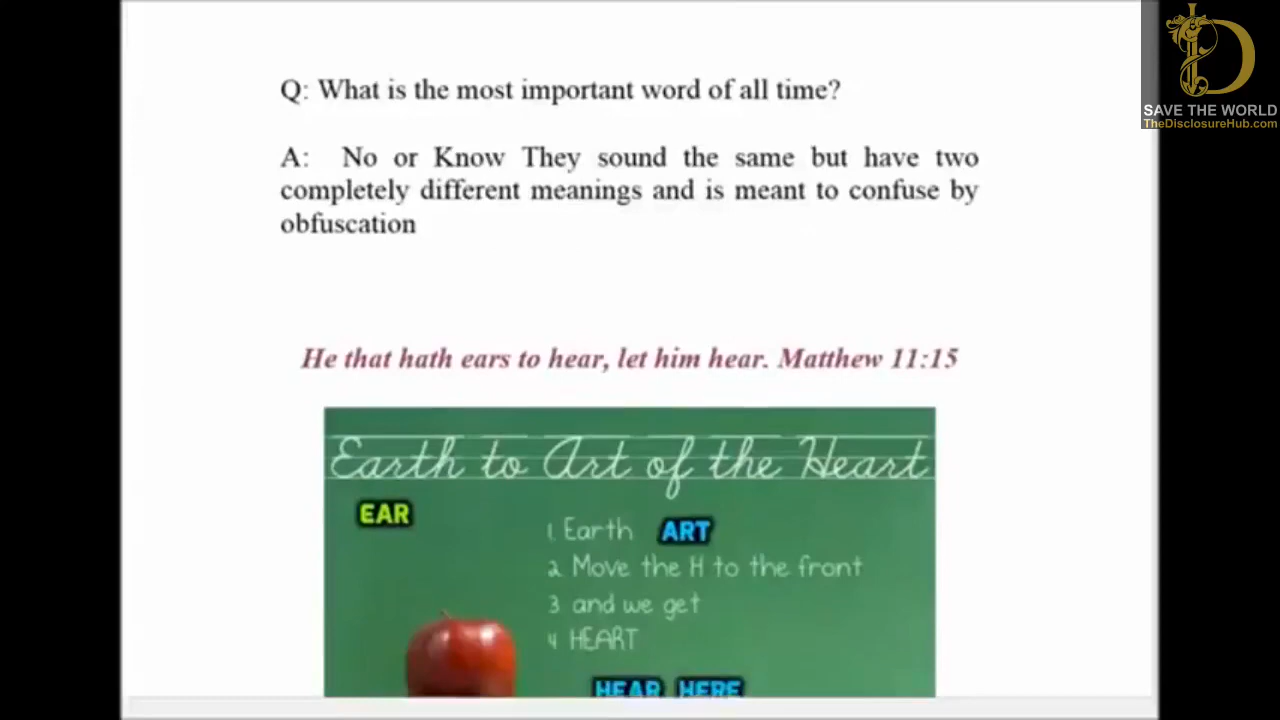 SAVE THE WORLD
TheDisclosureHub.com
Q: What is the most important word of all time?
A: No or Know They sound the same but have two
completely different meanings and is meant to confuse by
obfuscation
He that hath ears to hear, let him hear. Matthew 11:15
Earth to Art of the Heart
EAR
1. Earth ART
2. Move the H to the front
3 and we get
4 HEART
HEAR HERE